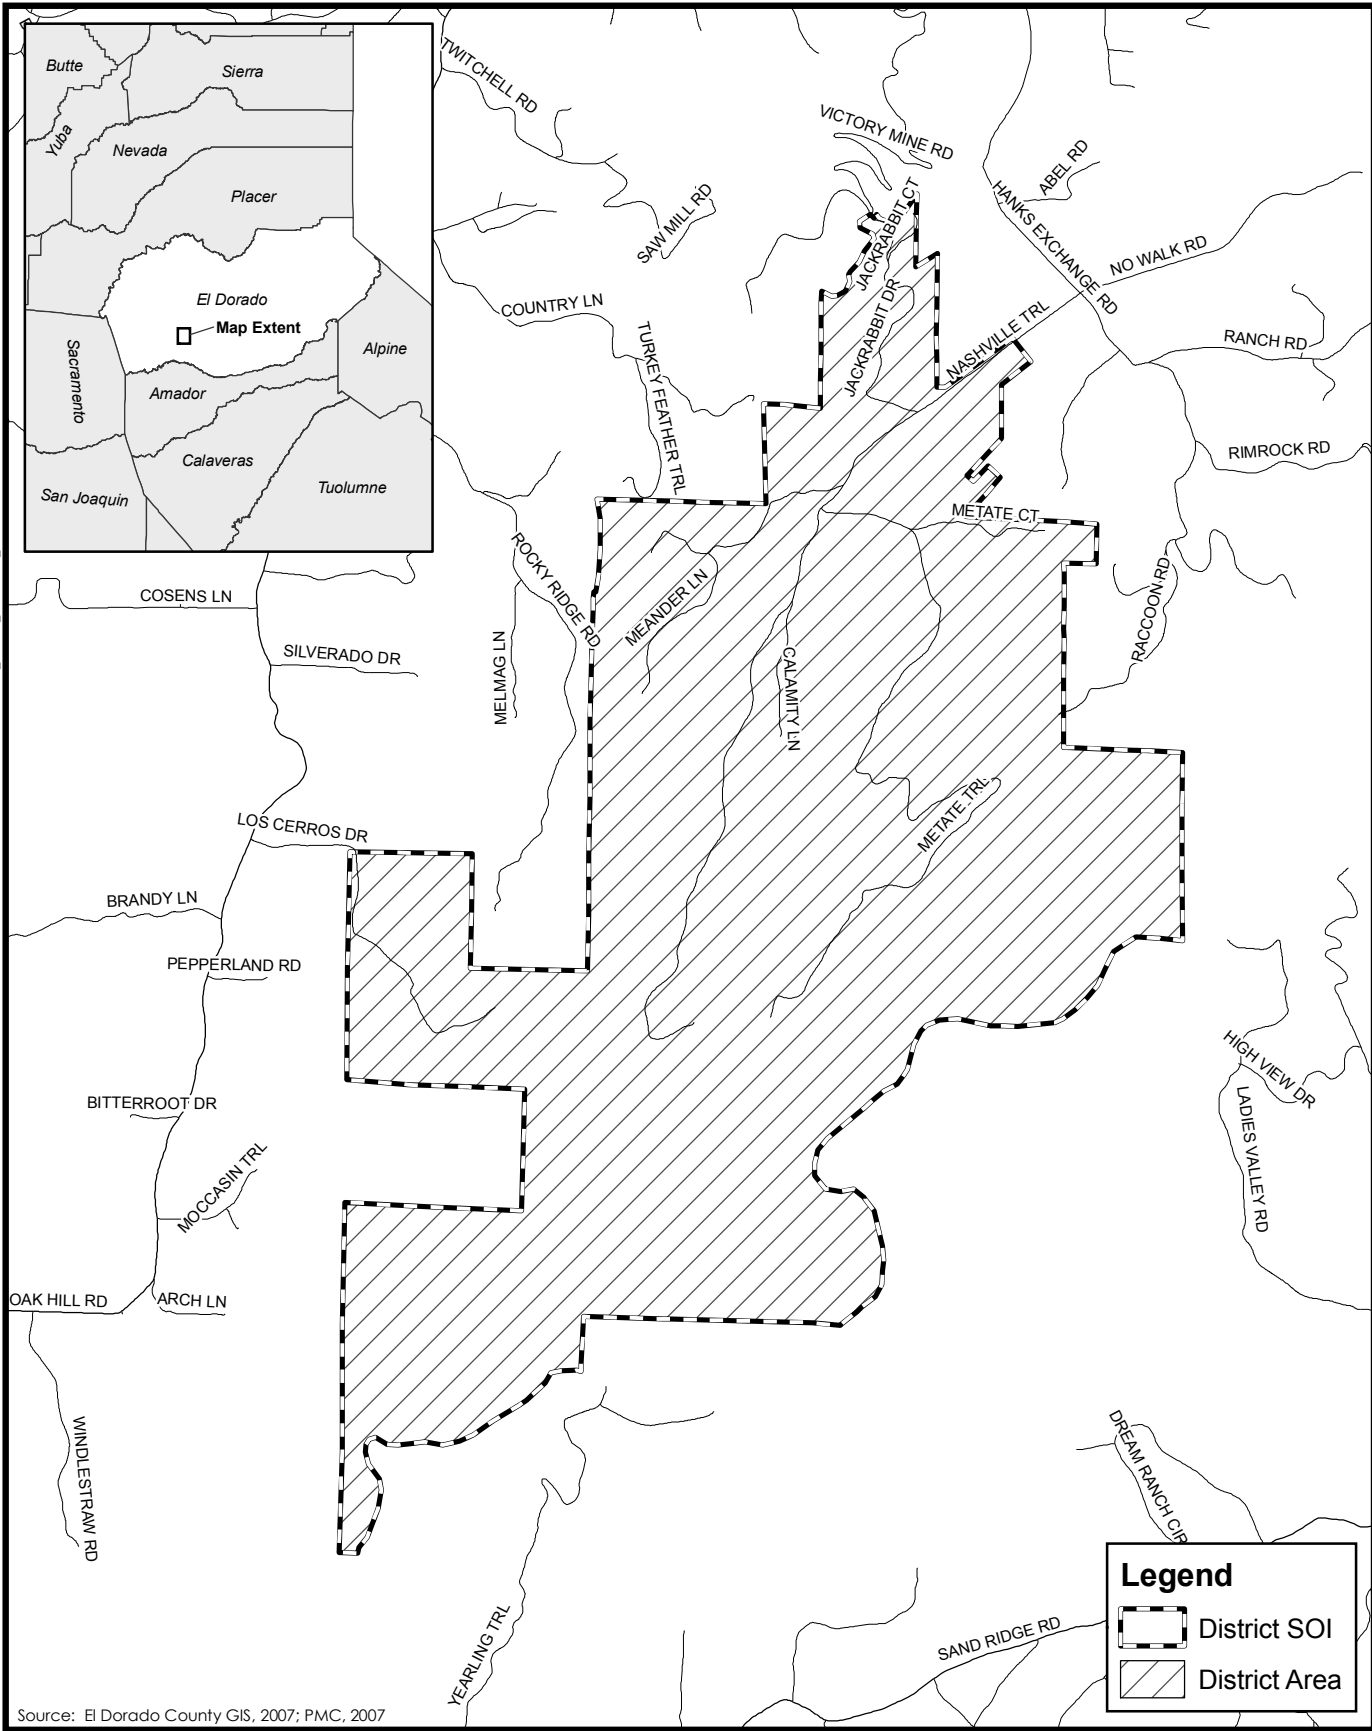 Butte
Sierra
Yuba
Nevada
Placer
El Dorado
Map Extent
Sacramento
Alpine
Amador
Calaveras
San Joaquin
Tuolumne
TWITCHELL RD
VICTORY MINE RD
ABEL RD
SAW MILL RD
JACKRABBIT CT
HANKS EXCHANGE RD
NO WALK RD
COUNTRY LN
JACKRABBIT DR
NASHVILLE TRL
RANCH RD
TURKEY FEATHER TRL
RIMROCK RD
METATE CT
ROCKY RIDGE RD
MEANDER LN
RACCOON RD
COSENS LN
SILVERADO DR
MELMAG LN
CALAMITY LN
METATE TRL
LOS CERROS DR
BRANDY LN
PEPPERLAND RD
HIGH VIEW DR
BITTERROOT DR
LADIES VALLEY RD
MOCCASIN TRL
OAK HILL RD
ARCH LN
WINDLESTRAW RD
DREAM RANCH CIR
YEARLING TRL
SAND RIDGE RD
Legend
District SOI
District Area
Source: El Dorado County GIS, 2007; PMC, 2007